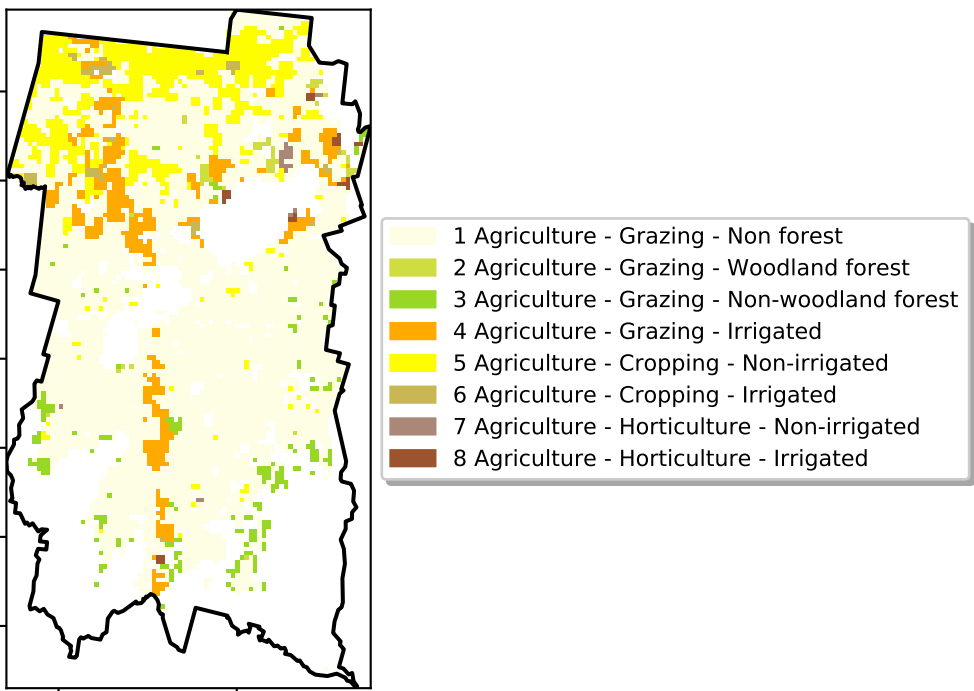 1 Agriculture - Grazing - Non forest
2 Agriculture - Grazing - Woodland forest
3 Agriculture - Grazing - Non-woodland forest
4 Agriculture - Grazing - Irrigated
5 Agriculture - Cropping - Non-irrigated
6 Agriculture - Cropping - Irrigated
7 Agriculture - Horticulture - Non-irrigated
8 Agriculture - Horticulture - Irrigated